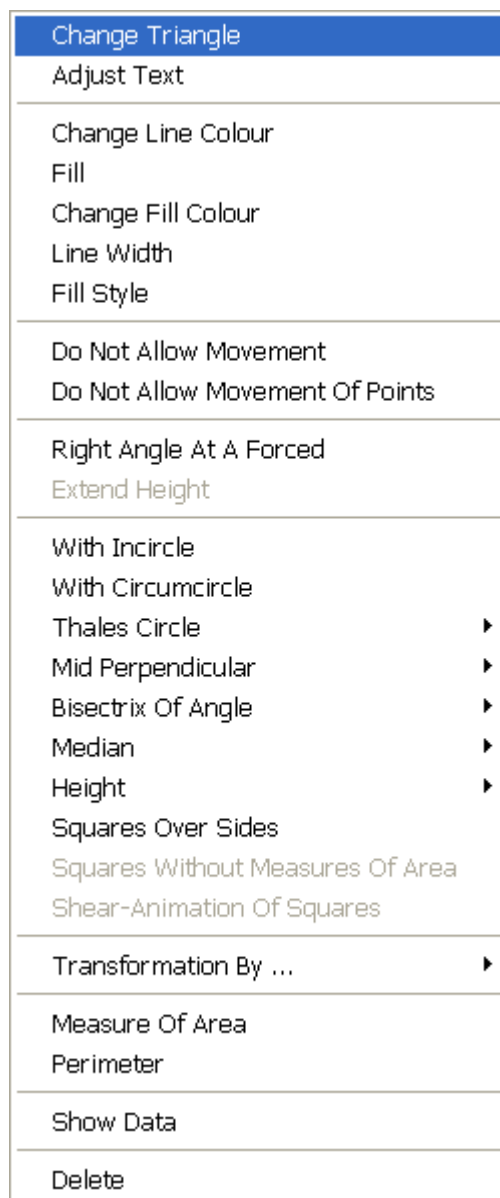 Change Triangle
Adjust Text
Change Line Colour
Fill
Change Fill Colour
Line Width
Fill Style
Do Not Allow Movement
Do Not Allow Movement Of Points
Right Angle At A Forced
Extend Height
With Incircle
With Circumcircle
Thales Circle
Mid Perpendicular
Bisectrix Of Angle
Median
Height
Squares Over Sides
Squares Without Measures Of Area
Shear-Animation Of Squares
Transformation By ...
Measure Of Area
Perimeter
Show Data
Delete